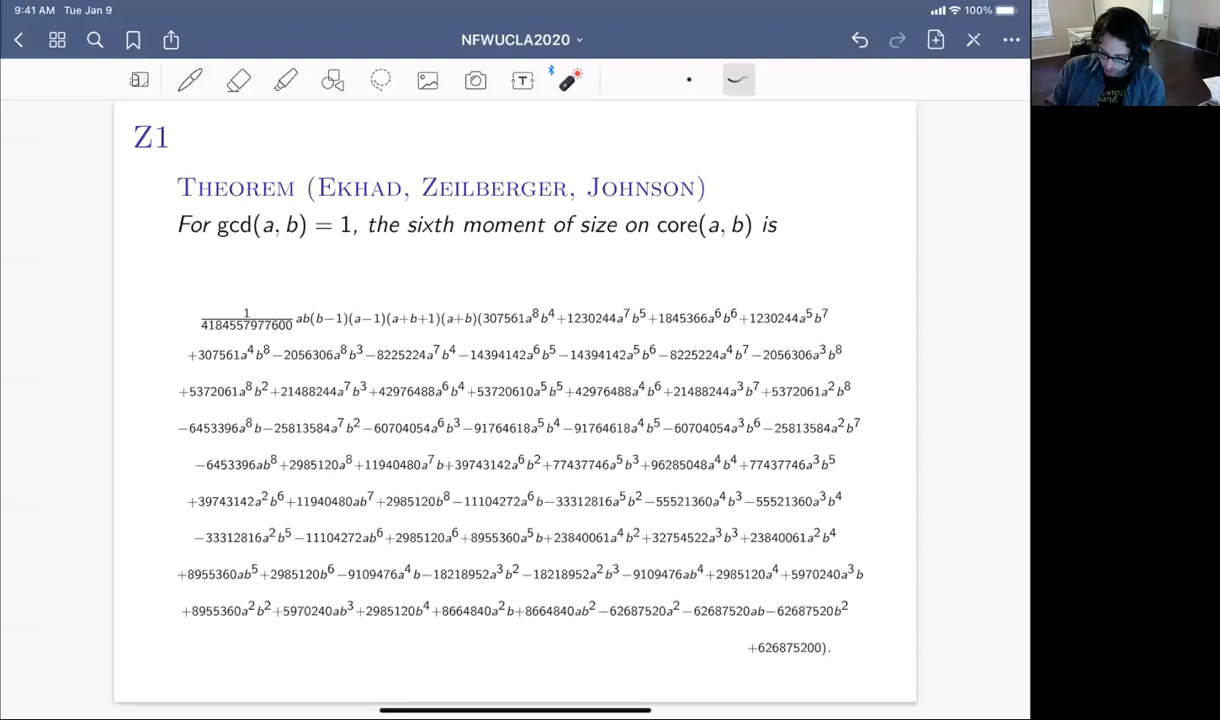 9:41 AM Tue Jan 9
100%
NFWUCLA2020
T
Z1
THEOREM (EKHAD, ZEILBERGER, JOHNSON)
For gcd(a, b) = 1, the sixth moment of size on core(a, b) is
1/4184557977600 ab(b−1)(a−1)(a+b+1)(a+b)(307561a^8b^4+1230244a^7b^5+1845366a^6b^6+1230244a^5b^7
+307561a^4b^8−2056306a^8b^3−8225224a^7b^4−14394142a^6b^5−14394142a^5b^6−8225224a^4b^7−2056306a^3b^8
+5372061a^8b^2+21488244a^7b^3+42976488a^6b^4+53720610a^5b^5+42976488a^4b^6+21488244a^3b^7+5372061a^2b^8
−6453396a^8b−25813584a^7b^2−60704054a^6b^3−91764618a^5b^4−91764618a^4b^5−60704054a^3b^6−25813584a^2b^7
−6453396ab^8+2985120a^8+11940480a^7b+39743142a^6b^2+77437746a^5b^3+96285048a^4b^4+77437746a^3b^5
+39743142a^2b^6+11940480ab^7+2985120b^8−11104272a^6b−33312816a^5b^2−55521360a^4b^3−55521360a^3b^4
−33312816a^2b^5−11104272ab^6+2985120a^6+8955360a^5b+23840061a^4b^2+32754522a^3b^3+23840061a^2b^4
+8955360ab^5+2985120b^6−9109476a^4b−18218952a^3b^2−18218952a^2b^3−9109476ab^4+2985120a^4+5970240a^3b
+8955360a^2b^2+5970240ab^3+2985120b^4+8664840a^2b+8664840ab^2−62687520a^2−62687520ab−62687520b^2
+626875200).